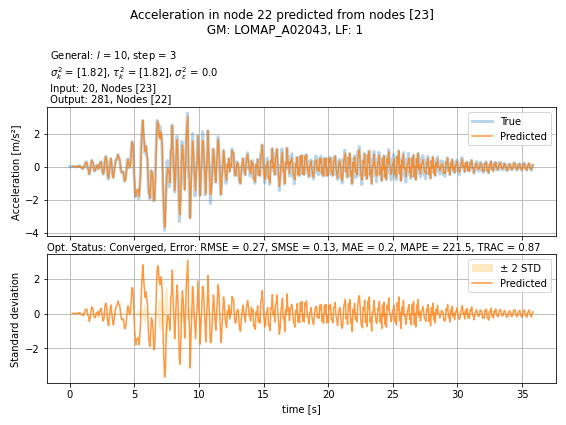 Acceleration in node 22 predicted from nodes [23]
GM: LOMAP_A02043, LF: 1
General: l = 10, step = 3
σ²ₖ = [1.82], τ²ₖ = [1.82], σ²_ε = 0.0
Input: 20, Nodes [23]
Output: 281, Nodes [22]
Acceleration [m/s²]
2
0
−2
−4
True
Predicted
Opt. Status: Converged, Error: RMSE = 0.27, SMSE = 0.13, MAE = 0.2, MAPE = 221.5, TRAC = 0.87
Standard deviation
2
0
−2
± 2 STD
Predicted
0 5 10 15 20 25 30 35
time [s]